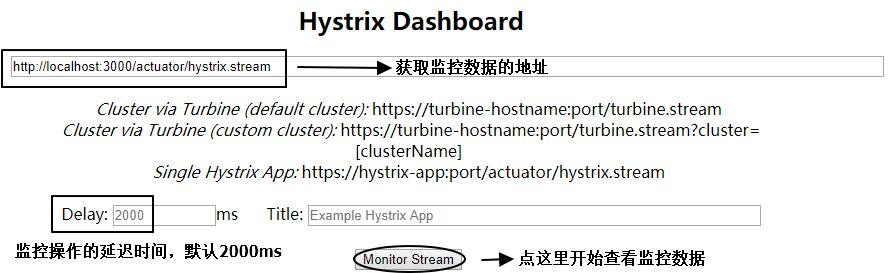 Hystrix Dashboard
http://localhost:3000/actuator/hystrix.stream 获取监控数据的地址
Cluster via Turbine (default cluster): https://turbine-hostname:port/turbine.stream
Cluster via Turbine (custom cluster): https://turbine-hostname:port/turbine.stream?cluster=
[clusterName]
Single Hystrix App: https://hystrix-app:port/actuator/hystrix.stream
Delay: 2000 ms Title: Example Hystrix App
监控操作的延迟时间，默认2000ms
Monitor Stream 点这里开始查看监控数据